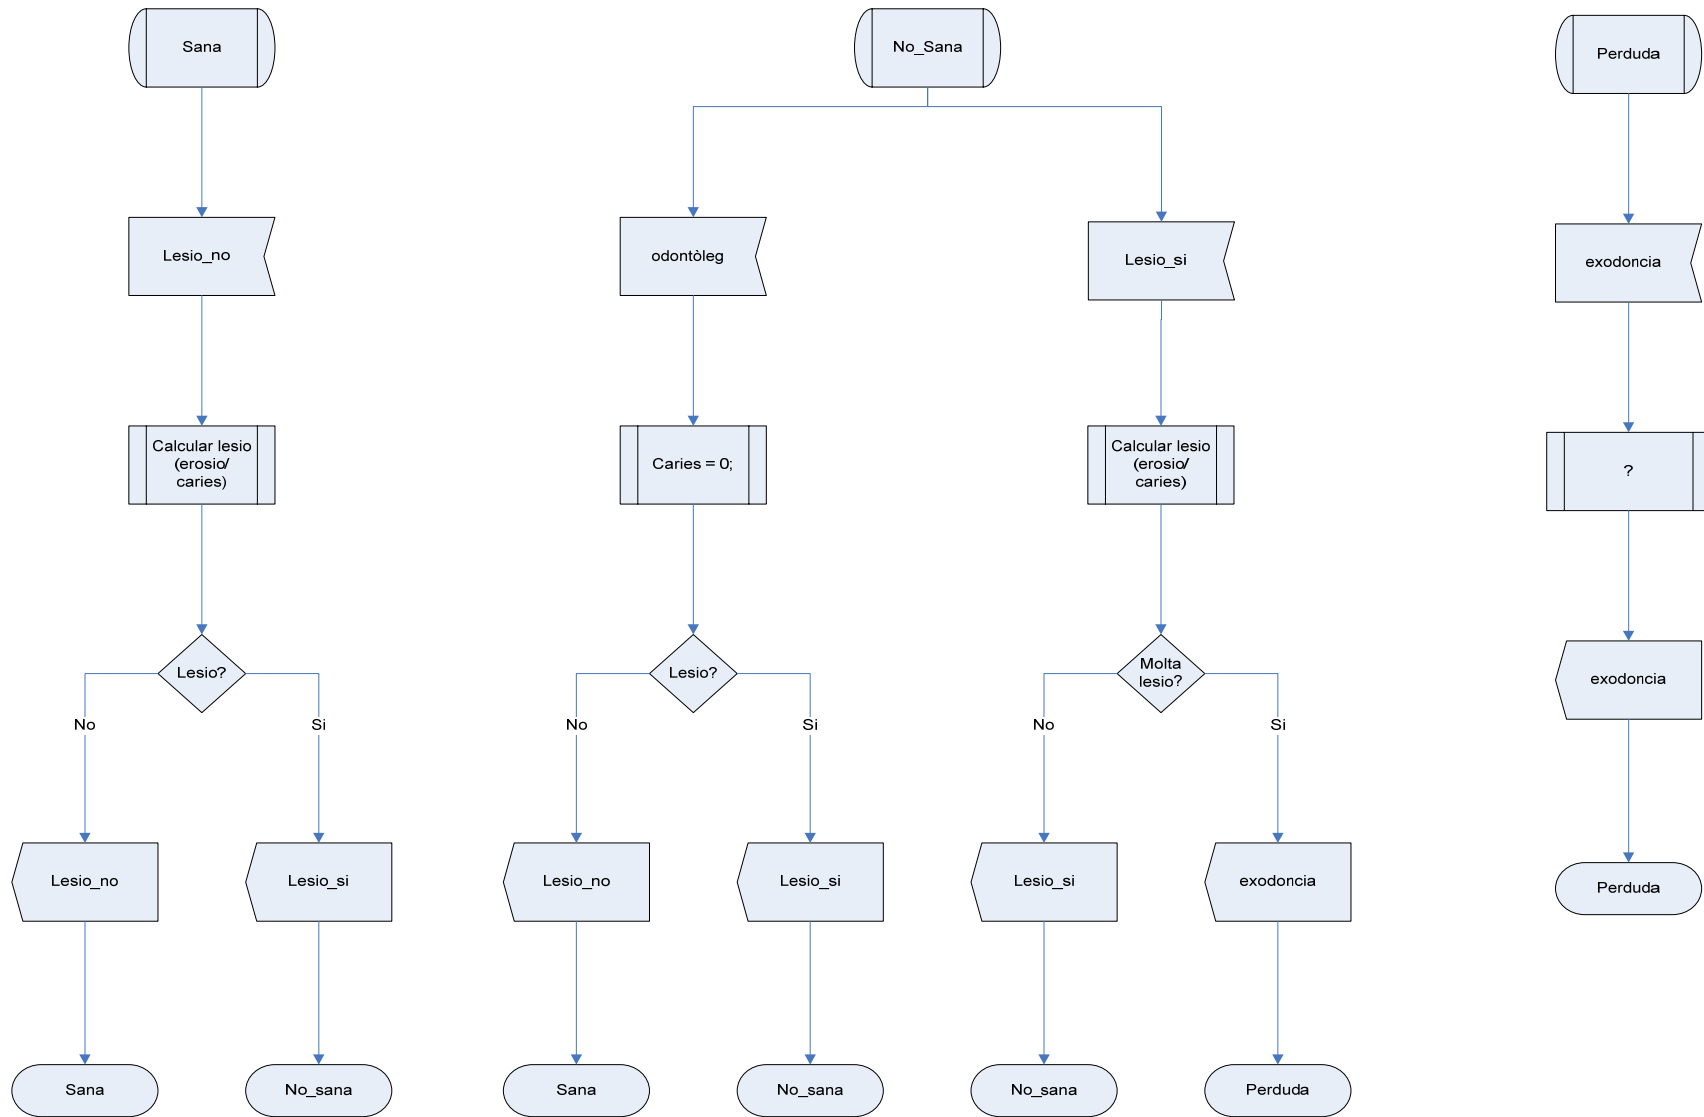 Sana
No_Sana
Perduda
Lesio_no
odontòleg
Lesio_si
exodoncia
Calcular lesio
(erosio/
caries)
Caries = 0;
Calcular lesio
(erosio/
caries)
?
Lesio?
Lesio?
Molta
lesio?
exodoncia
No
Si
No
Si
No
Si
Lesio_no
Lesio_si
Lesio_no
Lesio_si
Lesio_si
exodoncia
Perduda
Sana
No_sana
Sana
No_sana
No_sana
Perduda